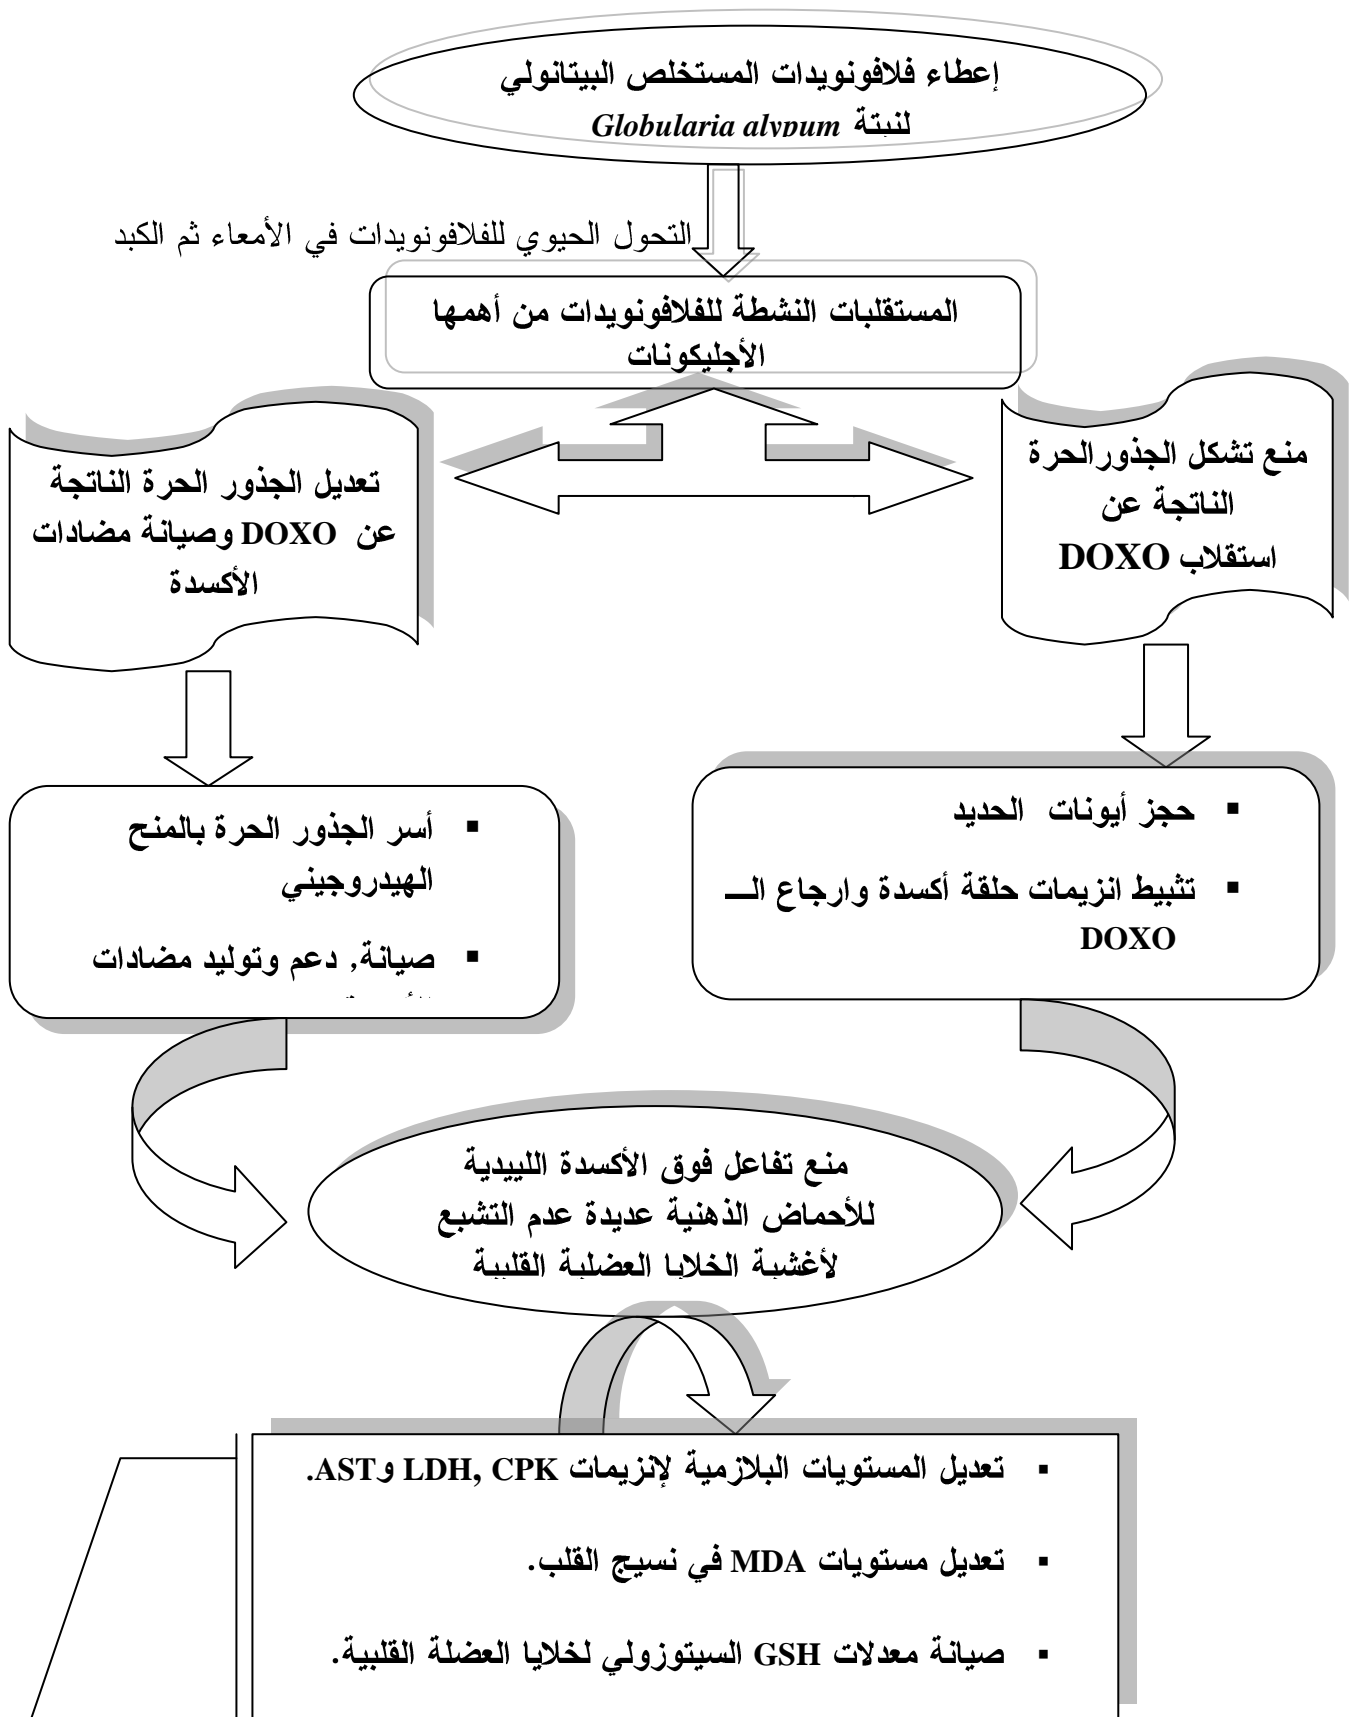 إعطاء فلافونويدات المستخلص البيتانولي
لنبتة Globularia alypum
التحول الحيوي للفلافونويدات في الأمعاء ثم الكبد
المستقلبات النشطة للفلافونويدات من أهمها
الأجليكونات
منع تشكل الجذورالحرة
الناتجة عن
استقلاب DOXO
تعديل الجذور الحرة الناتجة
عن DOXO وصيانة مضادات
الأكسدة
▪ حجز أيونات الحديد
▪ تثبيط انزيمات حلقة أكسدة وارجاع الـــ
DOXO
▪ أسر الجذور الحرة بالمنح
الهيدروجيني
▪ صيانة, دعم وتوليد مضادات
منع تفاعل فوق الأكسدة الليبدية
للأحماض الذهنية عديدة عدم التشبع
لأغشية الخلايا العضلية القلبية
▪ تعديل المستويات البلازمية لإنزيمات LDH, CPK وAST.
▪ تعديل مستويات MDA في نسيج القلب.
▪ صيانة معدلات GSH السيتوزولي لخلايا العضلة القلبية.